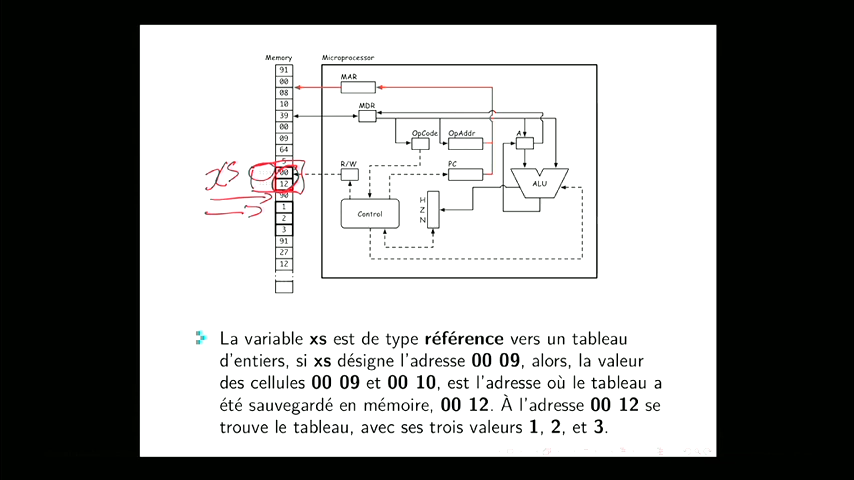 Memory
Microprocessor
91
00
08
10
39
00
09
64
5
00
12
90
1
2
3
91
27
12
MAR
MDR
OpCode
OpAddr
A
R/W
PC
ALU
H
Z
N
Control
xs
La variable xs est de type référence vers un tableau
d'entiers, si xs désigne l'adresse 00 09, alors, la valeur
des cellules 00 09 et 00 10, est l'adresse où le tableau a
été sauvegardé en mémoire, 00 12. À l'adresse 00 12 se
trouve le tableau, avec ses trois valeurs 1, 2, et 3.